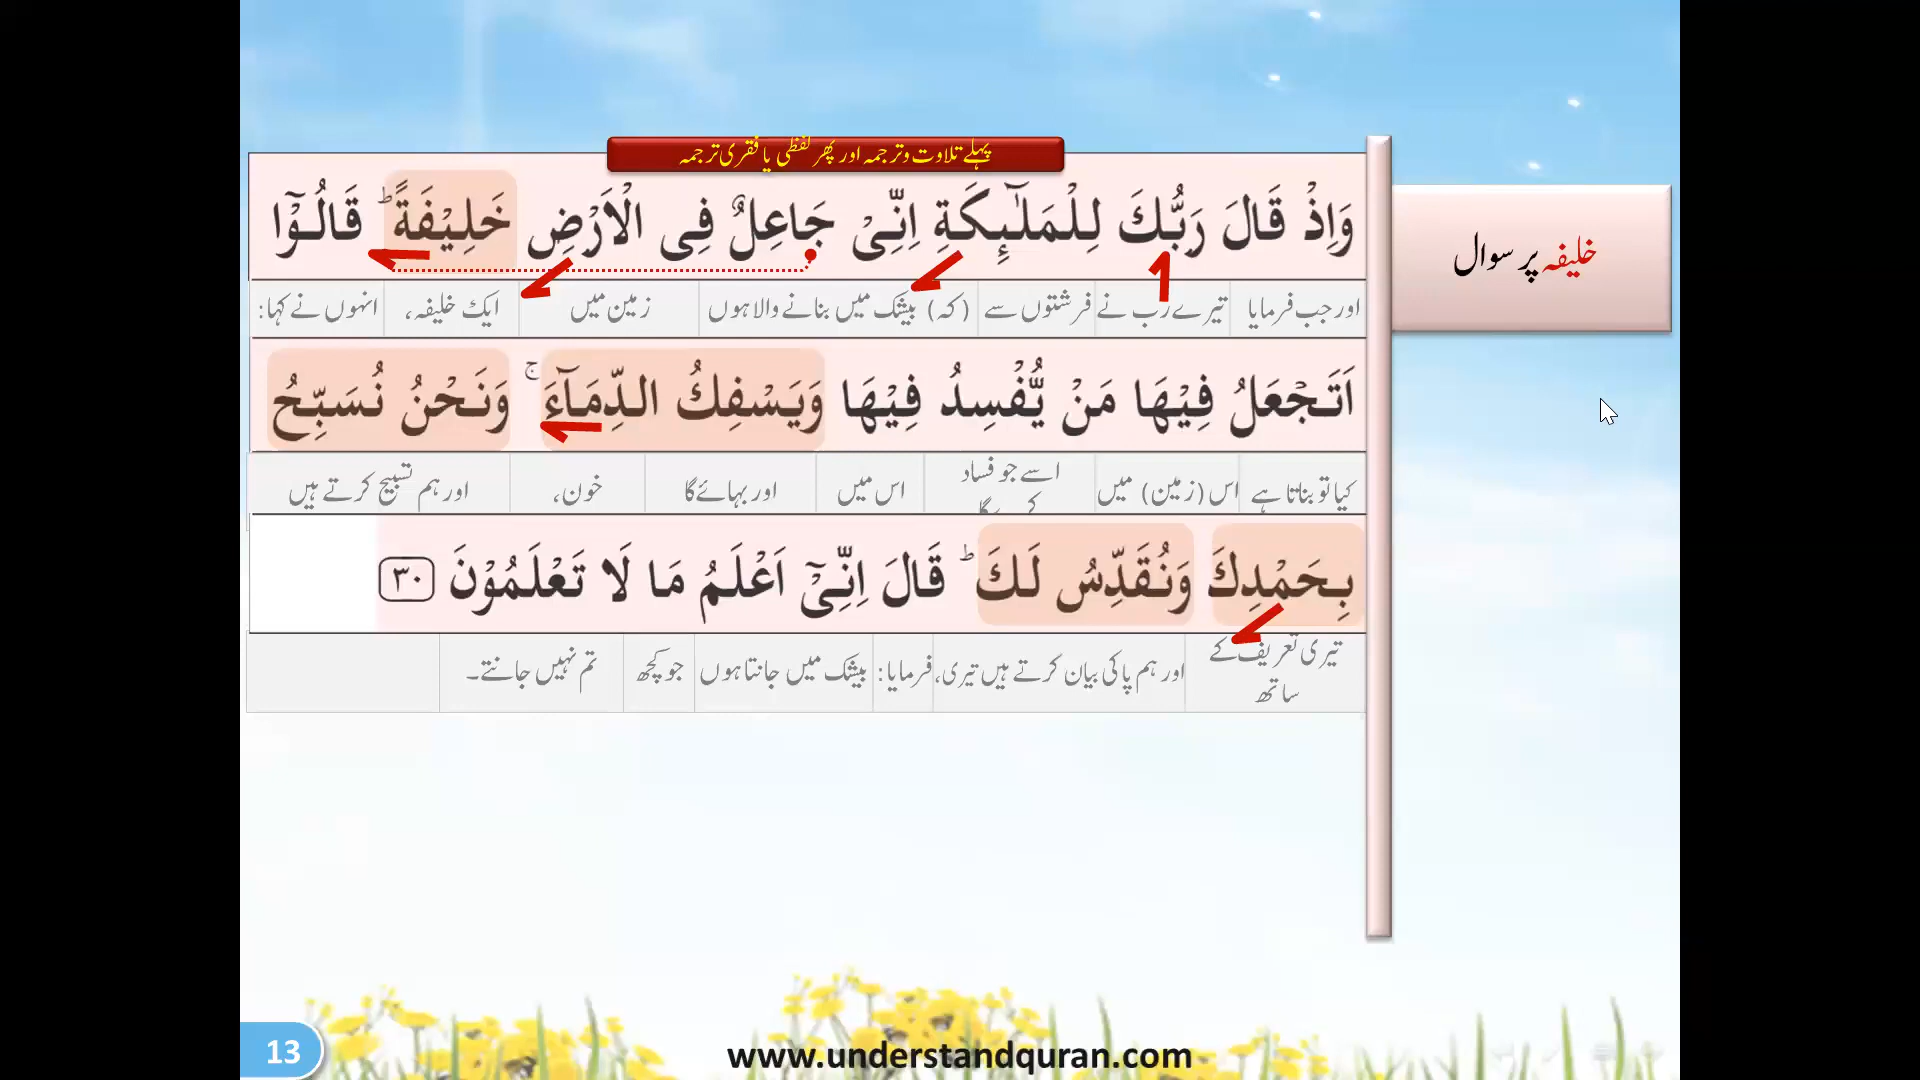 پہلے تلاوت و ترجمہ اور پھر لفظی یا فقری ترجمہ
خلیفہ پر سوال
وَاِذْ قَالَ رَبُّكَ لِلْمَلٰٓىِٕكَةِ اِنِّىْ جَاعِلٌ فِى الْاَرْضِ خَلِيْفَةً ؕ قَالُوْٓا
اور جب فرمایا تیرے رب نے فرشتوں سے (کہ) بیشک میں بنانے والا ہوں زمین میں ایک خلیفہ، انہوں نے کہا:
اَتَجْعَلُ فِيْهَا مَنْ يُّفْسِدُ فِيْهَا وَيَسْفِكُ الدِّمَآءَ ۚ وَنَحْنُ نُسَبِّحُ
کیا تو بناتا ہے اس (زمین) میں اسے جو فساد اس میں اور بہائے گا خون، اور ہم تسبیح کرتے ہیں
بِحَمْدِكَ وَنُقَدِّسُ لَكَ ؕ قَالَ اِنِّىْٓ اَعْلَمُ مَا لَا تَعْلَمُوْنَ ٣٠
تیری تعریف کے ساتھ اور ہم پاکی بیان کرتے ہیں تیری، فرمایا: بیشک میں جانتا ہوں جو کچھ تم نہیں جانتے۔
13
www.understandquran.com